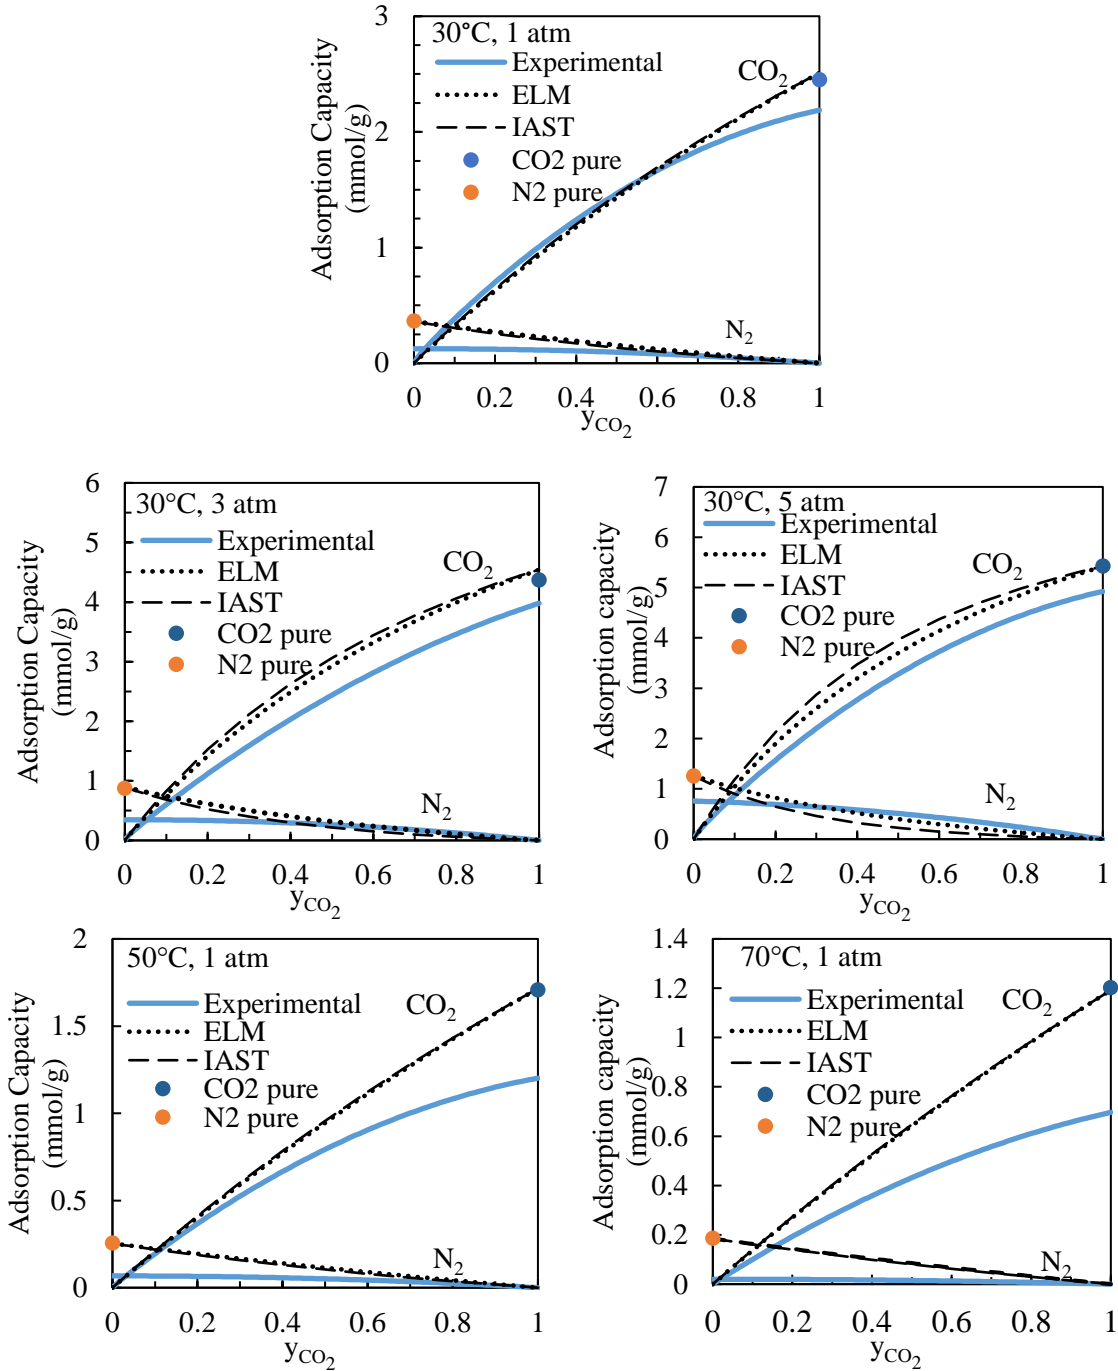 30°C, 1 atm
Experimental
ELM
IAST
CO2 pure
N2 pure
CO₂
N₂
Adsorption Capacity
(mmol/g)
3
2
1
0
0 0.2 0.4 0.6 0.8 1
yCO₂
30°C, 3 atm
Experimental
ELM
IAST
CO2 pure
N2 pure
CO₂
N₂
Adsorption Capacity
(mmol/g)
6
5
4
3
2
1
0
0 0.2 0.4 0.6 0.8 1
yCO₂
30°C, 5 atm
Experimental
ELM
IAST
CO2 pure
N2 pure
CO₂
N₂
Adsorption capacity
(mmol/g)
7
6
5
4
3
2
1
0
0 0.2 0.4 0.6 0.8 1
yCO₂
50°C, 1 atm
Experimental
ELM
IAST
CO2 pure
N2 pure
CO₂
N₂
Adsorption Capacity
(mmol/g)
2
1.5
1
0.5
0
0 0.2 0.4 0.6 0.8 1
yCO₂
70°C, 1 atm
Experimental
ELM
IAST
CO2 pure
N2 pure
CO₂
N₂
Adsorption capacity
(mmol/g)
1.4
1.2
1
0.8
0.6
0.4
0.2
0
0 0.2 0.4 0.6 0.8 1
yCO₂